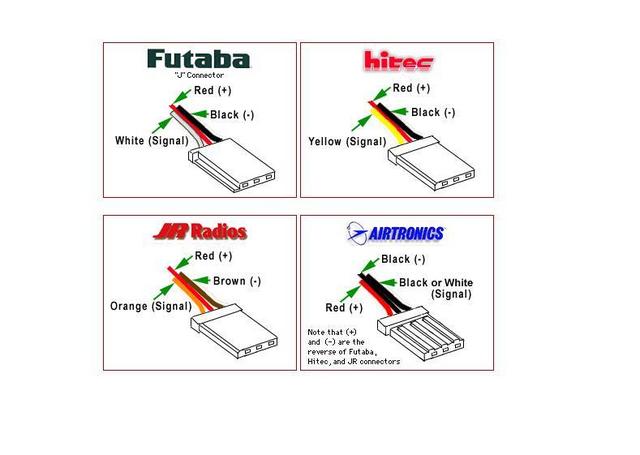 Futaba
"J" Connector
Red (+)
Black (-)
White (Signal)
hitec
Red (+)
Black (-)
Yellow (Signal)
JR Radios
Red (+)
Brown (-)
Orange (Signal)
AIRTRONICS
Black (-)
Black or White
(Signal)
Red (+)
Note that (+)
and (-) are the
reverse of Futaba,
Hitec, and JR connectors